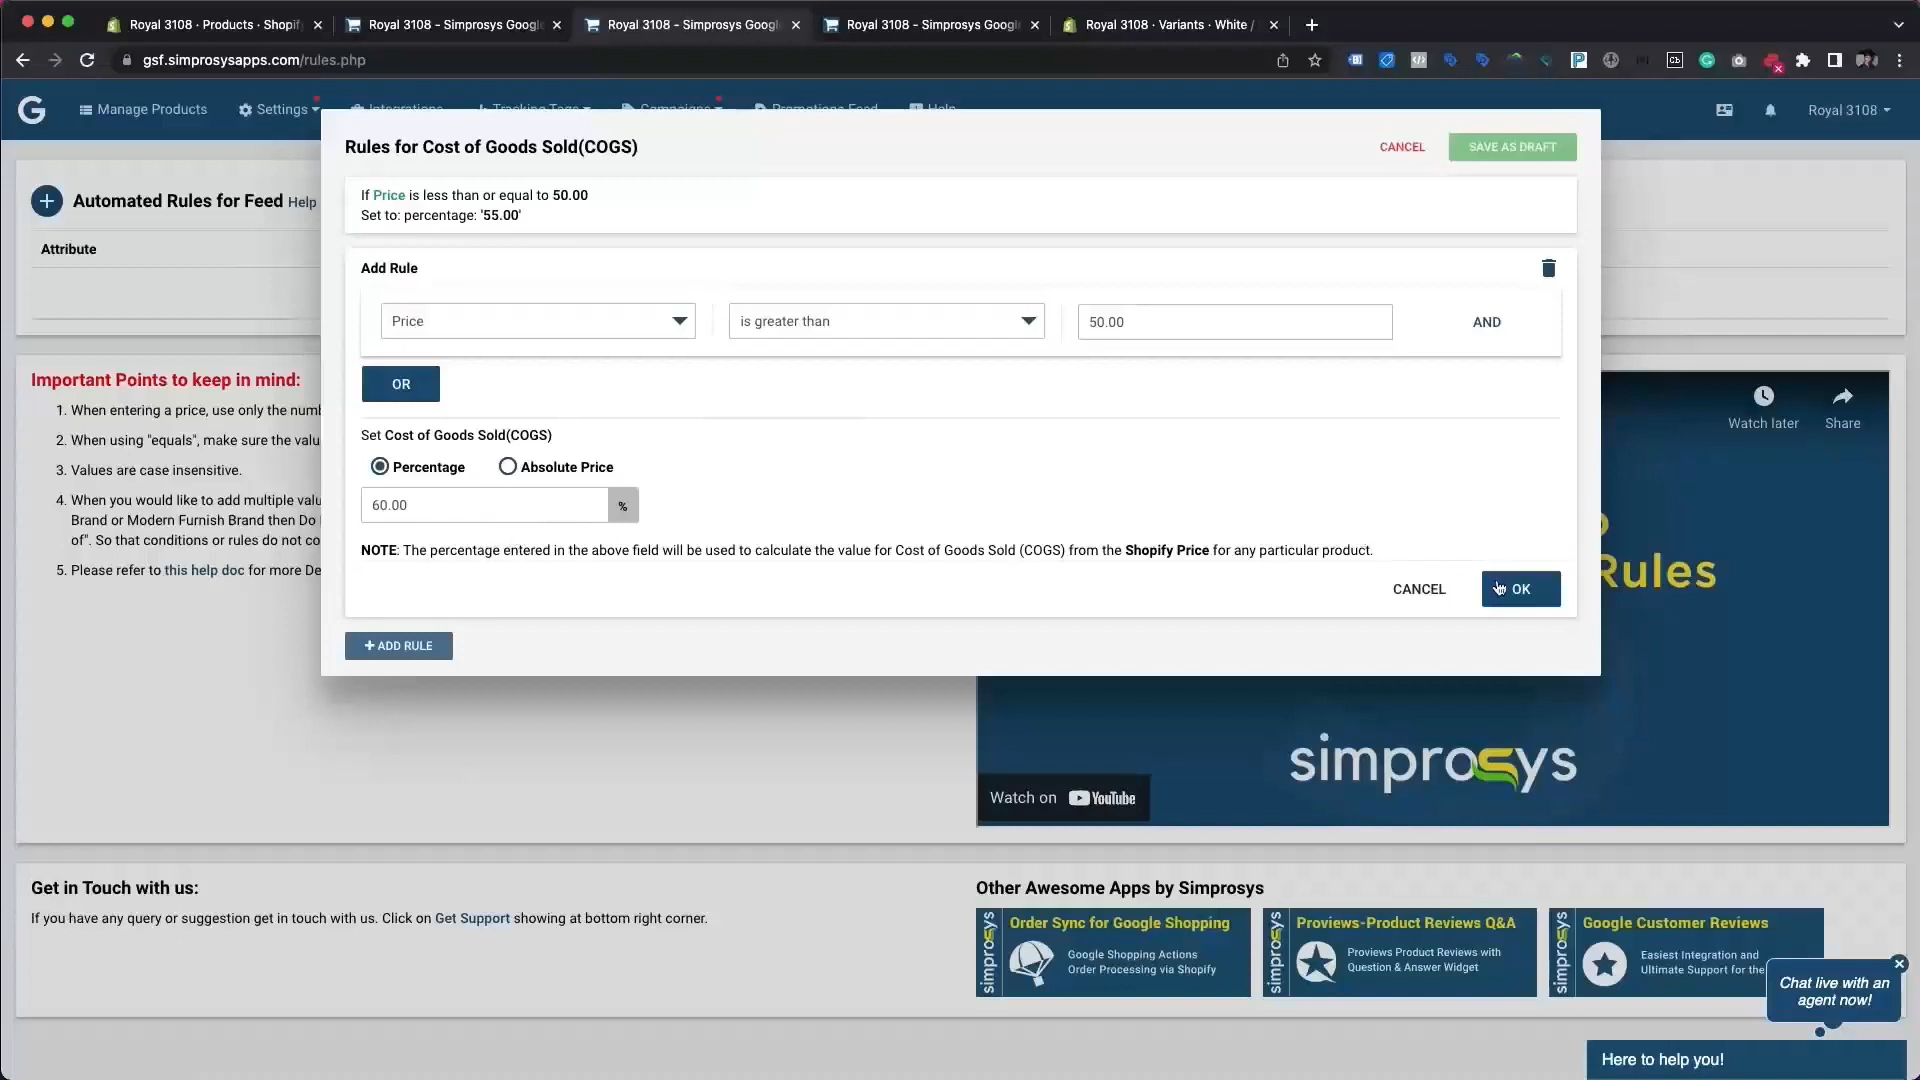 Royal 3108 · Products · Shopif
Royal 3108 - Simprosys Googl
Royal 3108 - Simprosys Googl
Royal 3108 - Simprosys Googl
Royal 3108 · Variants · White /
gsf.simprosysapps.com/rules.php
Manage Products
Settings
Integrations
Tracking Tags
Campaigns
Promotions Feed
Help
Royal 3108
Rules for Cost of Goods Sold(COGS)
CANCEL
SAVE AS DRAFT
If Price is less than or equal to 50.00
Set to: percentage: '55.00'
Automated Rules for Feed Help
Attribute
Add Rule
Price
is greater than
50.00
AND
OR
Set Cost of Goods Sold(COGS)
Percentage
Absolute Price
60.00
%
NOTE: The percentage entered in the above field will be used to calculate the value for Cost of Goods Sold (COGS) from the Shopify Price for any particular product.
CANCEL
OK
+ ADD RULE
Important Points to keep in mind:
1. When entering a price, use only the numb
2. When using "equals", make sure the valu
3. Values are case insensitive.
4. When you would like to add multiple valu
Brand or Modern Furnish Brand then Do
of". So that conditions or rules do not co
5. Please refer to this help doc for more De
Watch later
Share
Rules
simprosys
Watch on YouTube
Get in Touch with us:
If you have any query or suggestion get in touch with us. Click on Get Support showing at bottom right corner.
Other Awesome Apps by Simprosys
simprosys
Order Sync for Google Shopping
Google Shopping Actions
Order Processing via Shopify
simprosys
Proviews-Product Reviews Q&A
Proviews Product Reviews with
Question & Answer Widget
simprosys
Google Customer Reviews
Easiest Integration and
Ultimate Support for the
Chat live with an
agent now!
Here to help you!